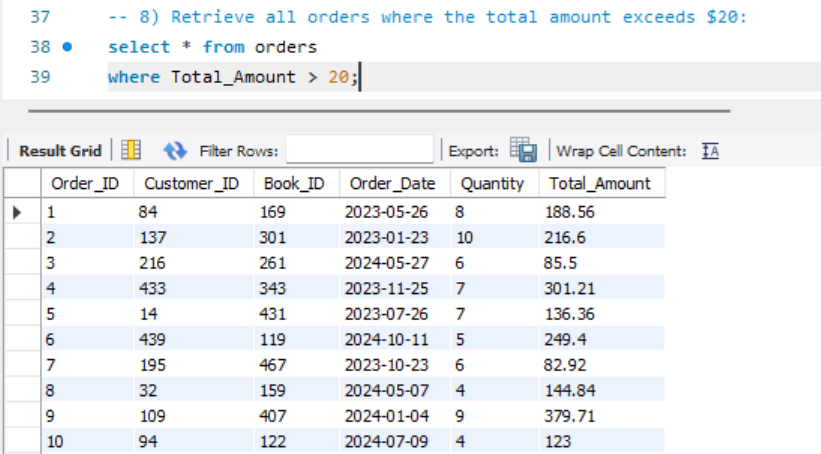 37 -- 8) Retrieve all orders where the total amount exceeds $20:
38 select * from orders
39 where Total_Amount > 20;
Result Grid Filter Rows: Export: Wrap Cell Content: IA
Order_ID Customer_ID Book_ID Order_Date Quantity Total_Amount
1 84 169 2023-05-26 8 188.56
2 137 301 2023-01-23 10 216.6
3 216 261 2024-05-27 6 85.5
4 433 343 2023-11-25 7 301.21
5 14 431 2023-07-26 7 136.36
6 439 119 2024-10-11 5 249.4
7 195 467 2023-10-23 6 82.92
8 32 159 2024-05-07 4 144.84
9 109 407 2024-01-04 9 379.71
10 94 122 2024-07-09 4 123